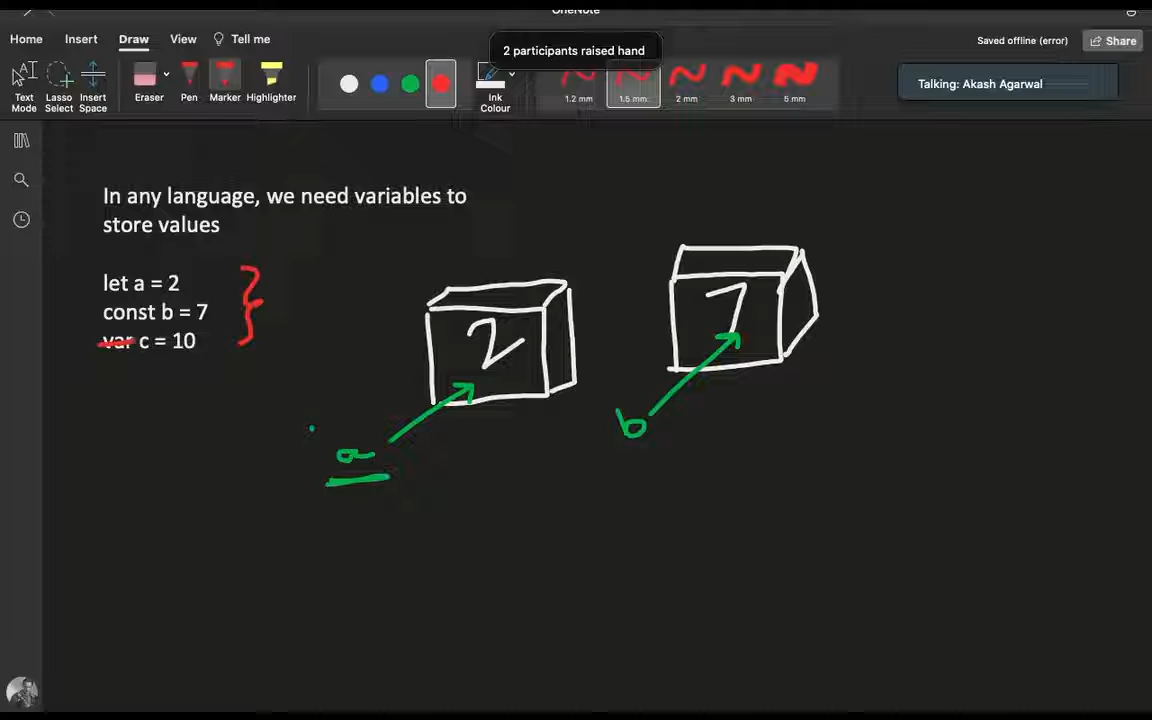 OneNote
Home Insert Draw View Tell me
2 participants raised hand
Saved offline (error)
Share
Text Mode
Lasso Select
Insert Space
Eraser
Pen
Marker
Highlighter
Ink Colour
1.2 mm
1.5 mm
2 mm
3 mm
5 mm
Talking: Akash Agarwal
In any language, we need variables to
store values
let a = 2
const b = 7
var c = 10
2
7
a
b